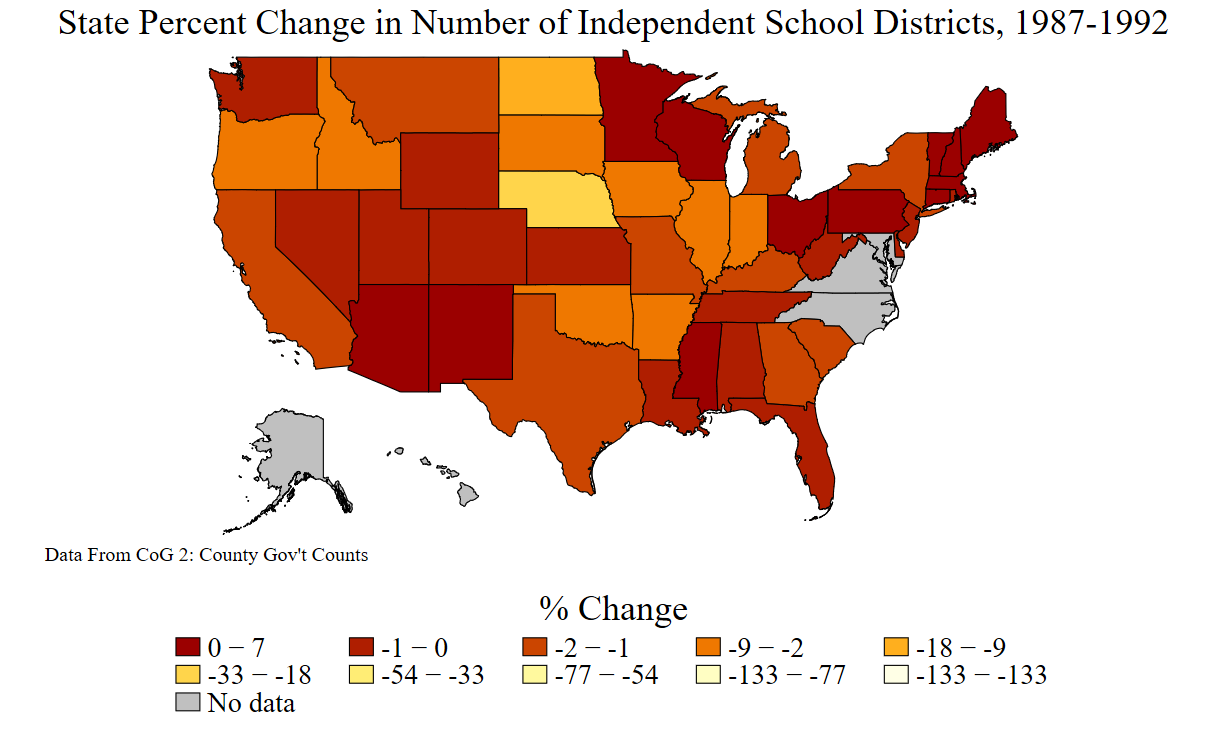 State Percent Change in Number of Independent School Districts, 1987-1992
Data From CoG 2: County Gov't Counts
% Change
0 − 7 -1 − 0 -2 − -1 -9 − -2 -18 − -9
-33 − -18 -54 − -33 -77 − -54 -133 − -77 -133 − -133
No data